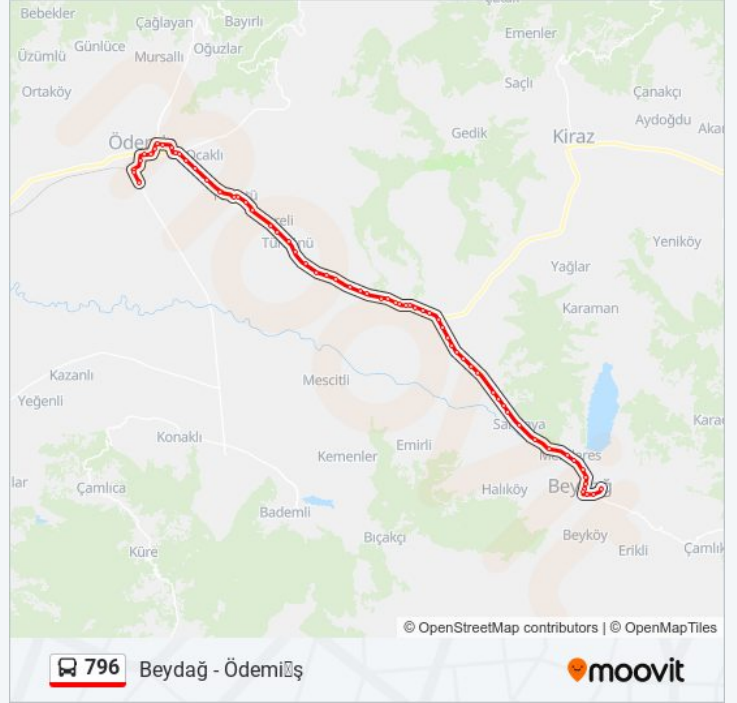 Bebekler
Çağlayan
Bayırlı
Emenler
Üzümlü
Günlüce
Mursallı
Oğuzlar
Saçlı
Ortaköy
Çanakçı
Aydoğdu
Gedik
Kiraz
Ocaklı
Yeniköy
Yağlar
Karaman
Kazanlı
Mescitli
Yeğenli
Konaklı
Emirli
Kemenler
Çamlıca
Halıköy
Bademli
Beyköy
Bıçakçı
Erikli
Küre
© OpenStreetMap contributors | © OpenMapTiles
796 Beydağ - Ödemi▯ş
moovit